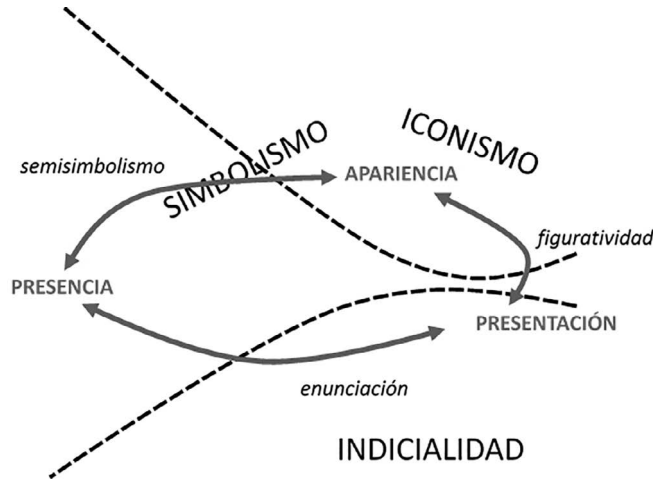 ICONISMO
SIMBOLISMO
semisimbolismo
APARIENCIA
figuratividad
PRESENCIA
PRESENTACIÓN
enunciación
INDICIALIDAD